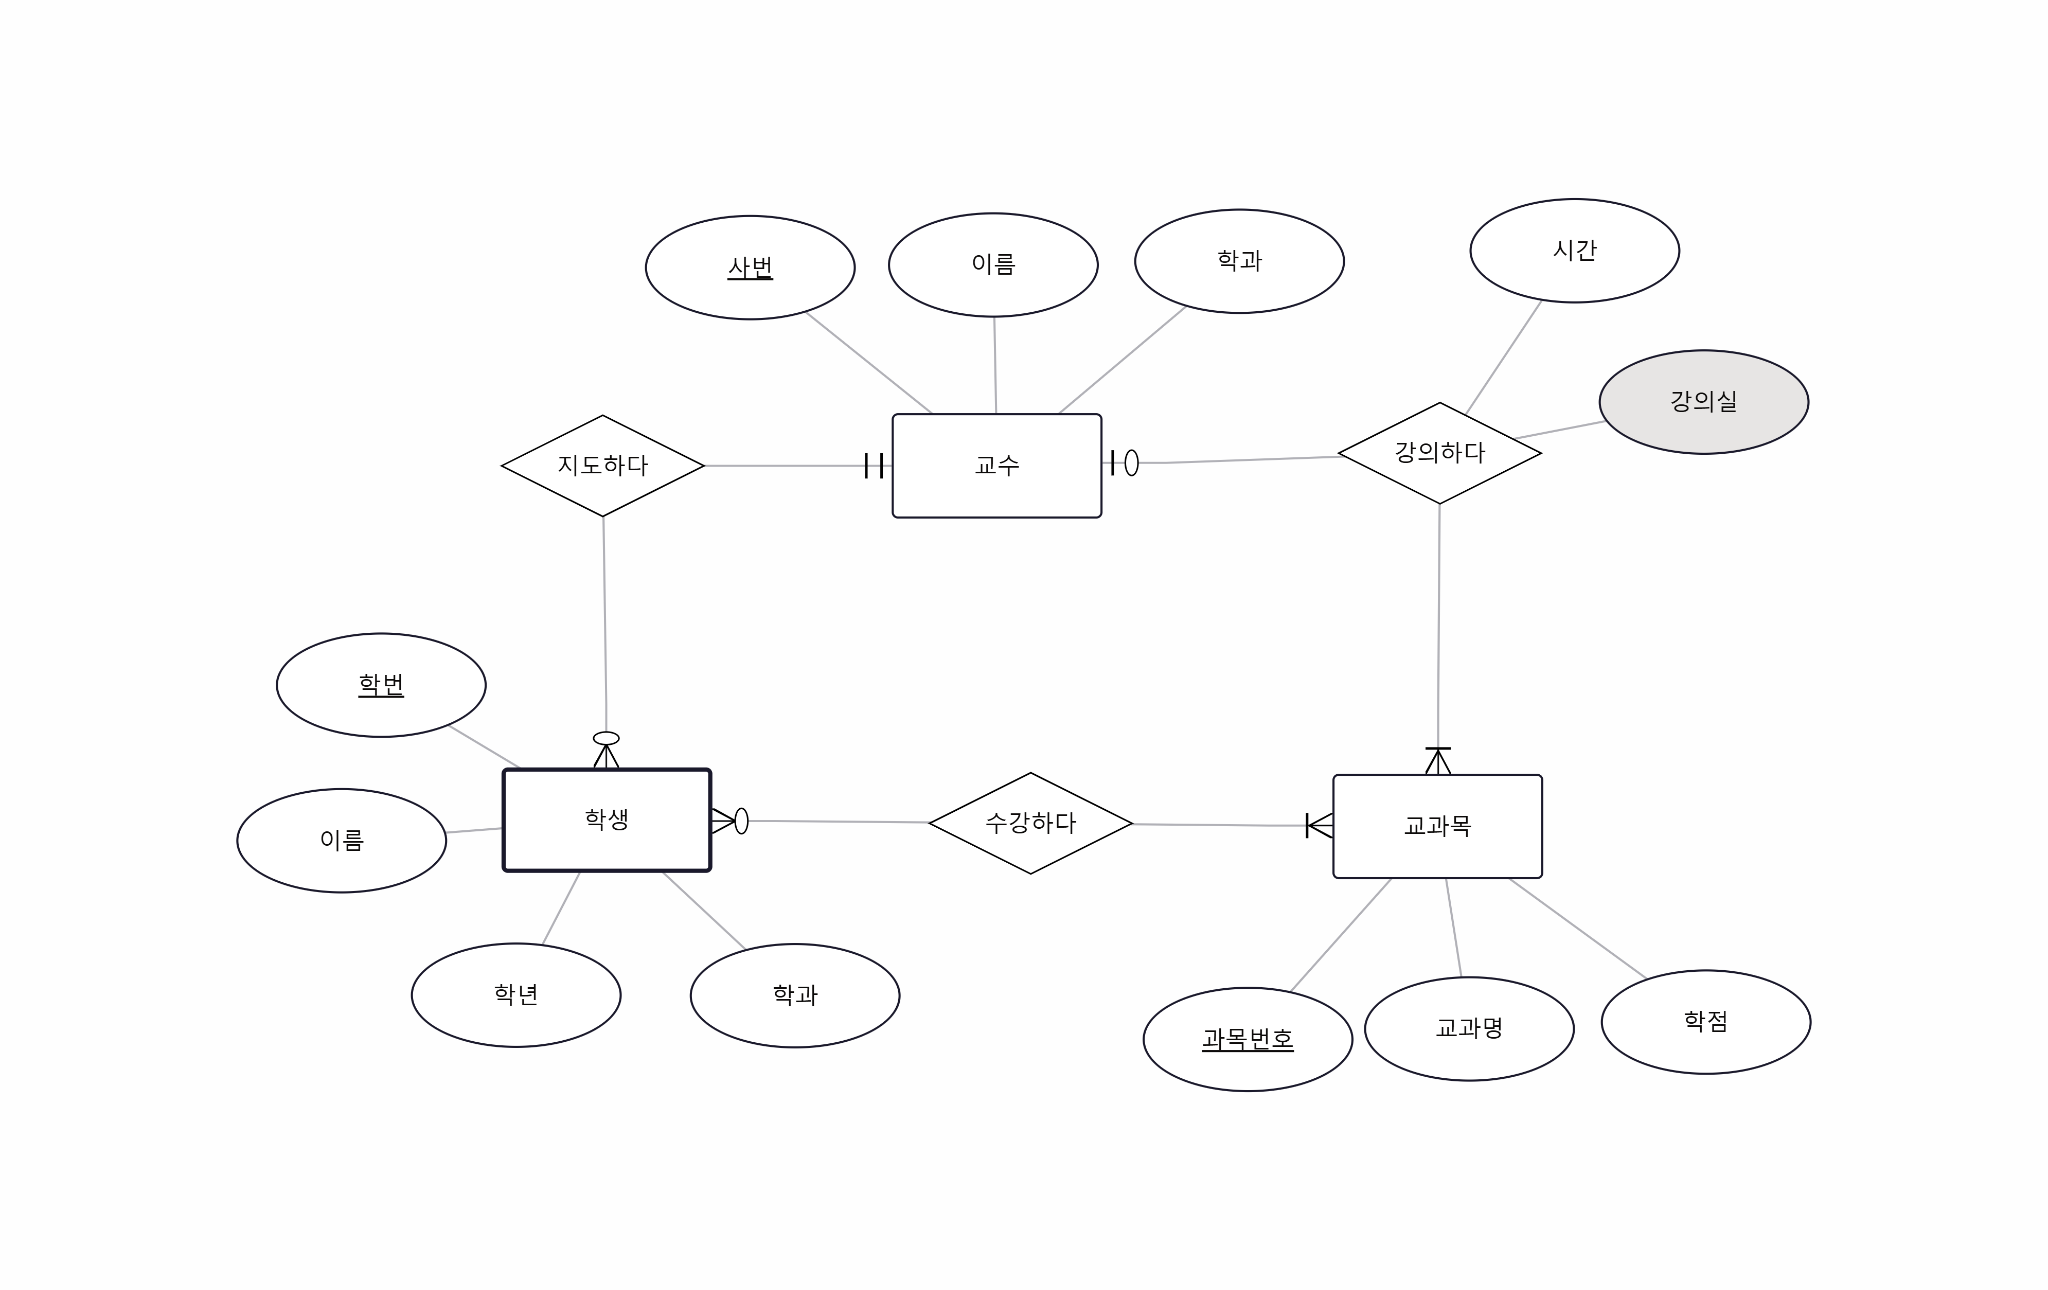 사번
이름
학과
시간
강의실
지도하다
교수
강의하다
학번
이름
학생
수강하다
교과목
학년
학과
과목번호
교과명
학점